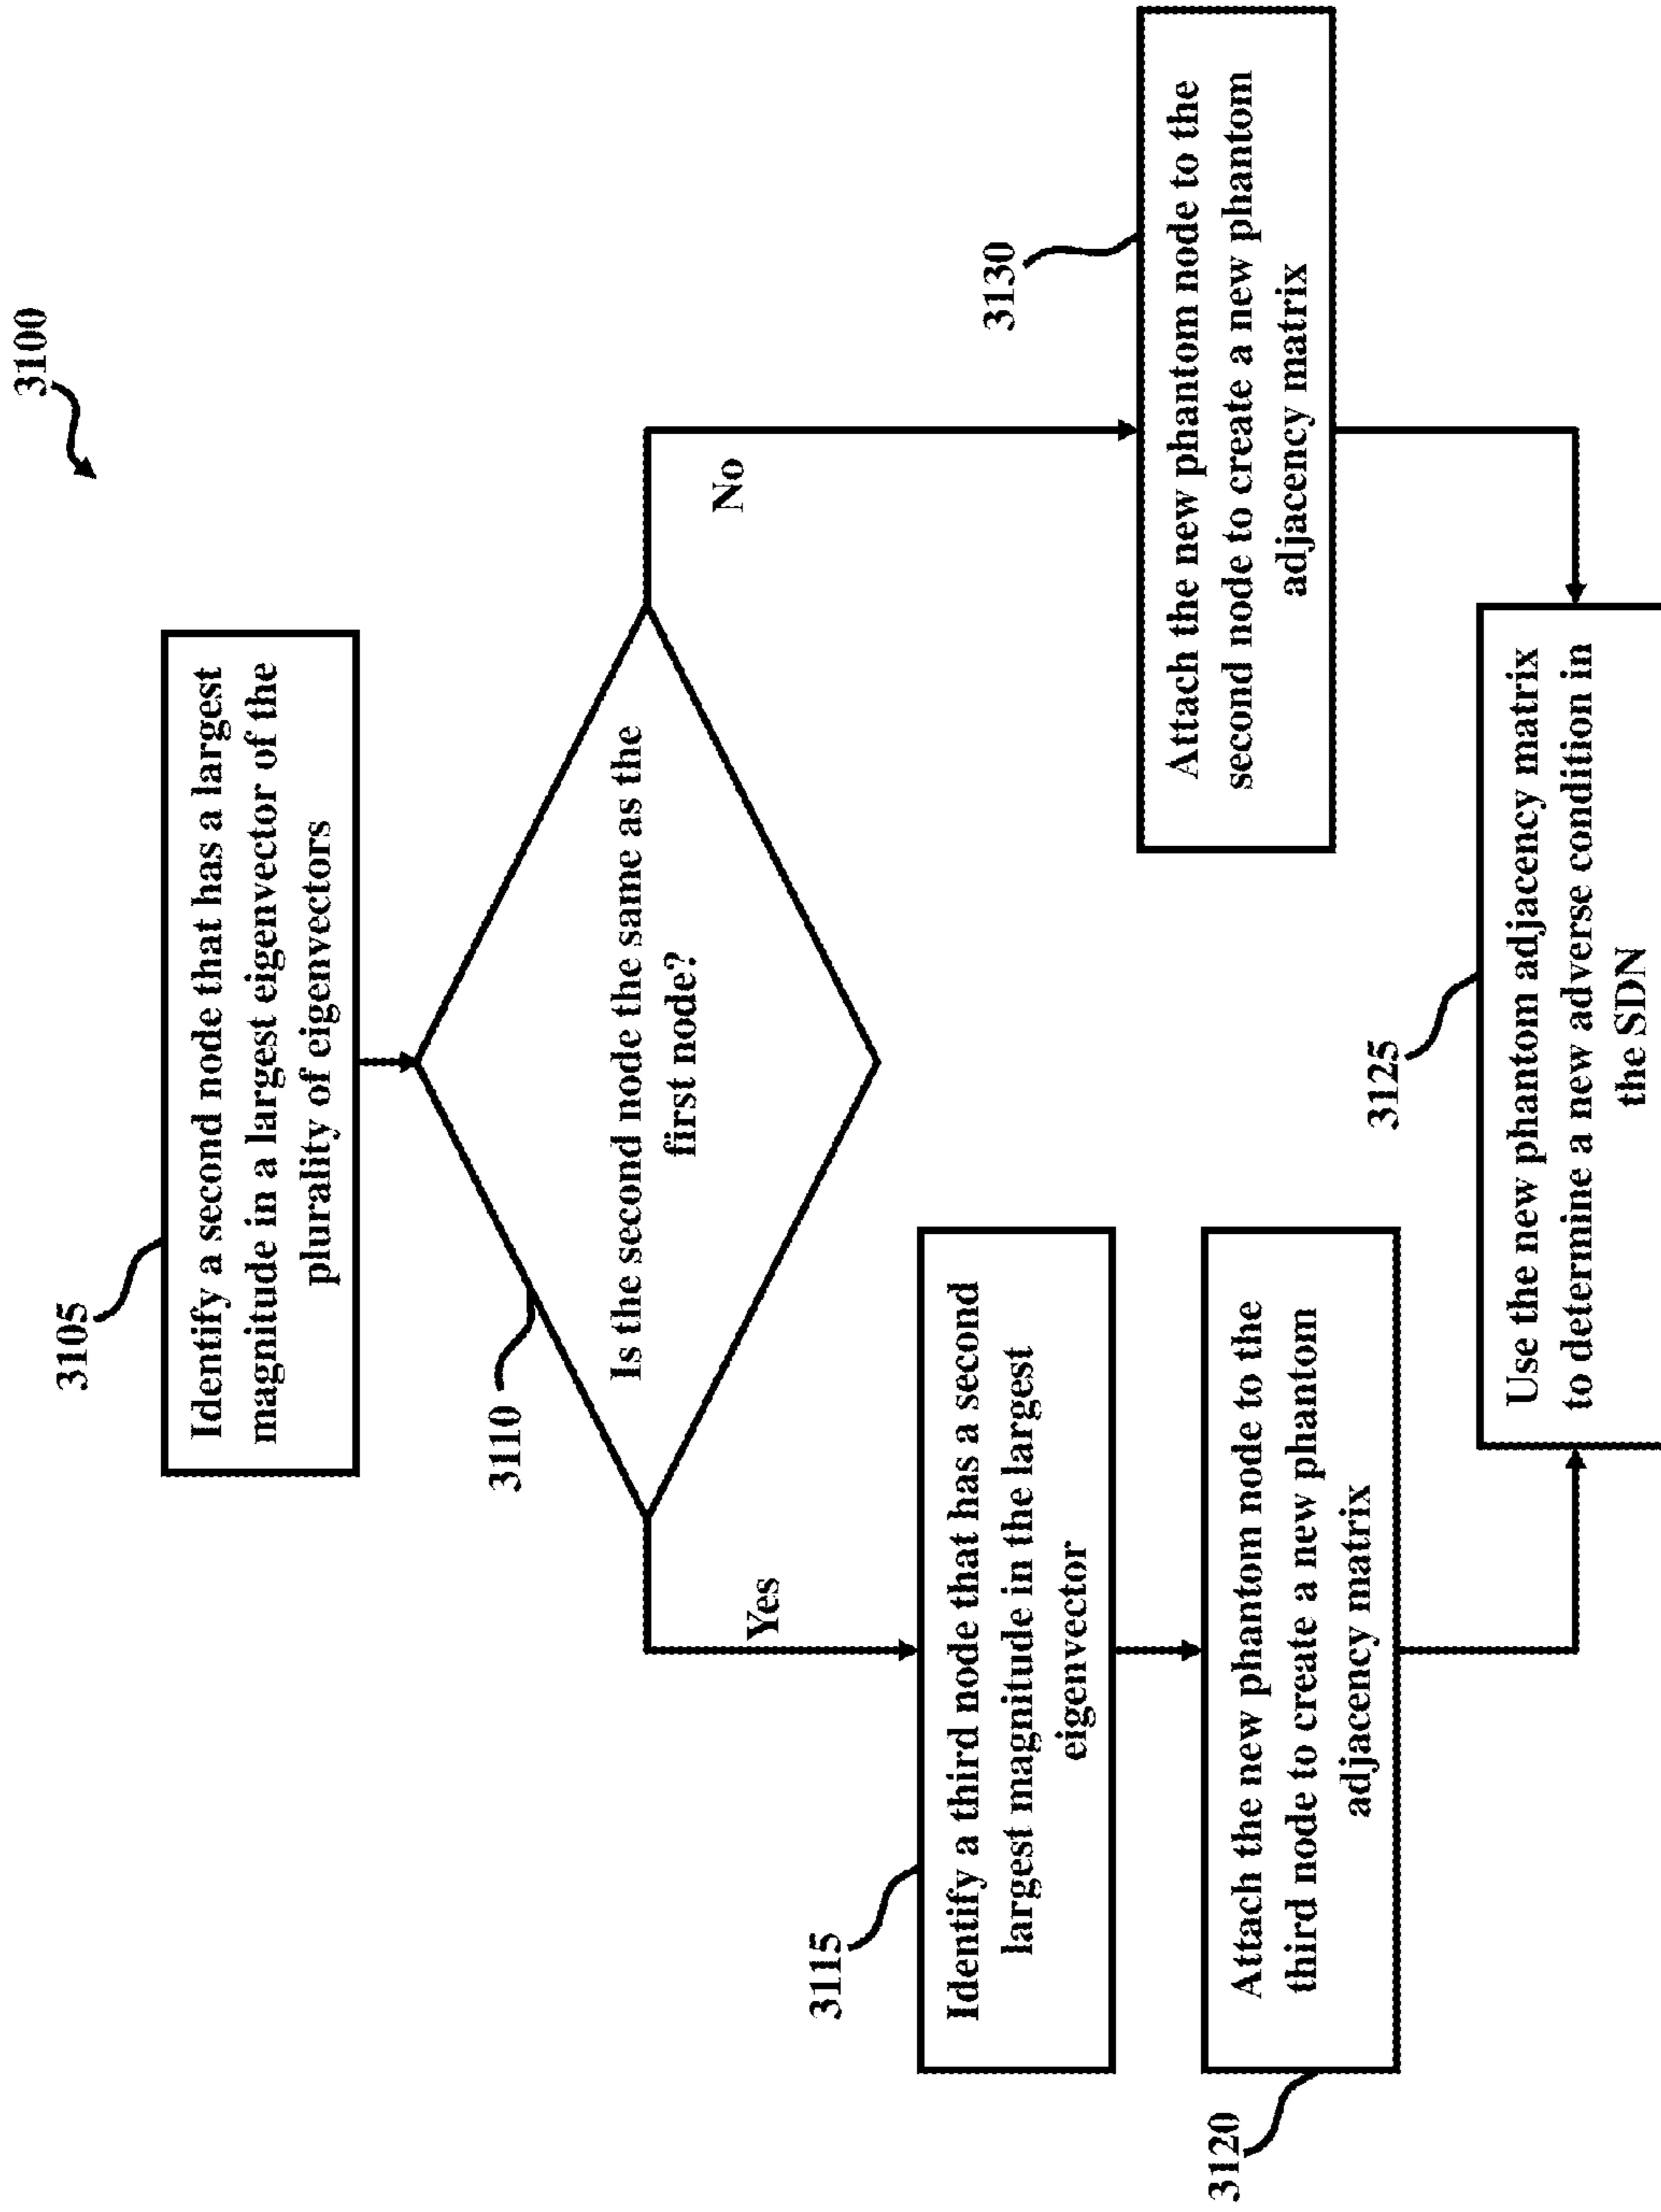 3100
3105
Identify a second node that has a largest
magnitude in a largest eigenvector of the
plurality of eigenvectors
3110
Is the second node the same as the
first node?
Yes
No
3115
Identify a third node that has a second
largest magnitude in the largest
eigenvector
3120
Attach the new phantom node to the
third node to create a new phantom
adjacency matrix
3130
Attach the new phantom node to the
second node to create a new phantom
adjacency matrix
3125
Use the new phantom adjacency matrix
to determine a new adverse condition in
the SDN